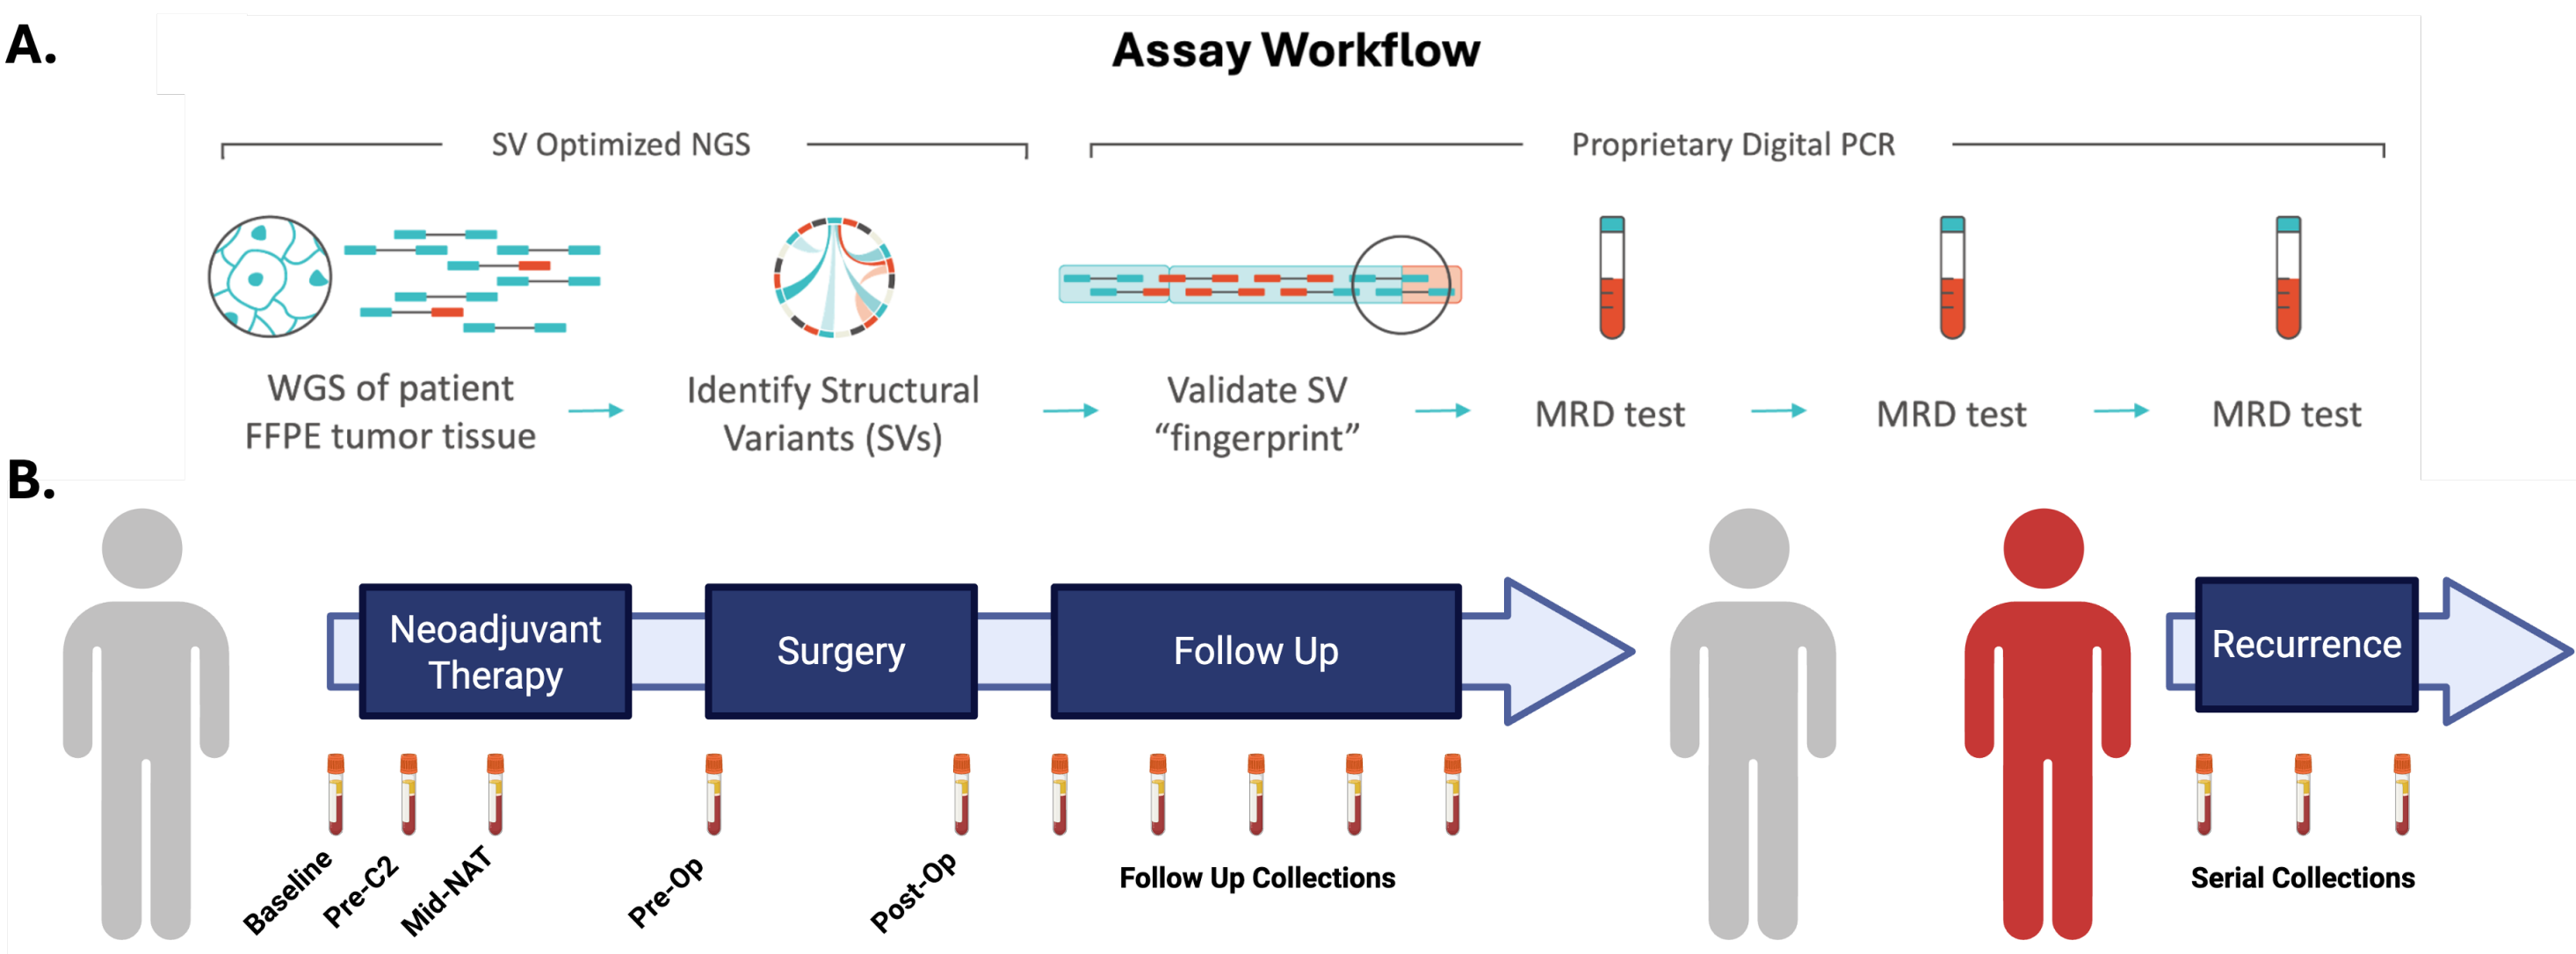 A.
Assay Workflow
SV Optimized NGS
Proprietary Digital PCR
WGS of patient
FFPE tumor tissue
Identify Structural
Variants (SVs)
Validate SV
“fingerprint”
MRD test
MRD test
MRD test
B.
Neoadjuvant
Therapy
Surgery
Follow Up
Recurrence
Baseline
Pre-C2
Mid-NAT
Pre-Op
Post-Op
Follow Up Collections
Serial Collections